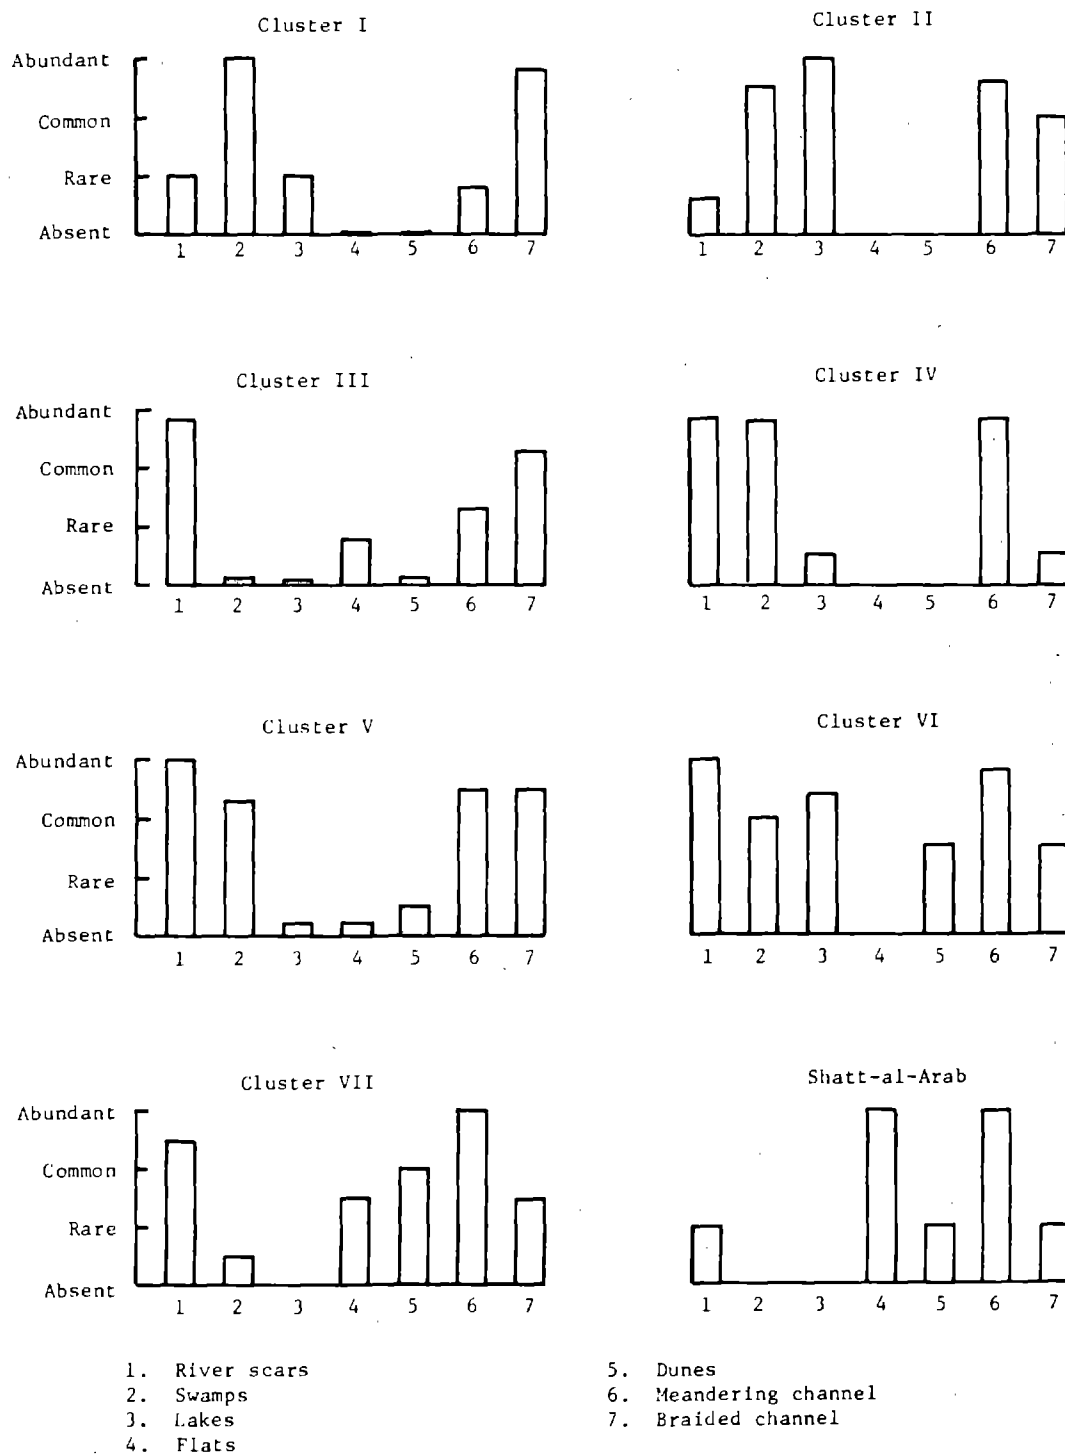 Cluster I
Abundant
Common
Rare
Absent
1 2 3 4 5 6 7
Cluster II
1 2 3 4 5 6 7
Cluster III
Abundant
Common
Rare
Absent
1 2 3 4 5 6 7
Cluster IV
1 2 3 4 5 6 7
Cluster V
Abundant
Common
Rare
Absent
1 2 3 4 5 6 7
Cluster VI
1 2 3 4 5 6 7
Cluster VII
Abundant
Common
Rare
Absent
1 2 3 4 5 6 7
Shatt-al-Arab
1 2 3 4 5 6 7
1. River scars
2. Swamps
3. Lakes
4. Flats
5. Dunes
6. Meandering channel
7. Braided channel